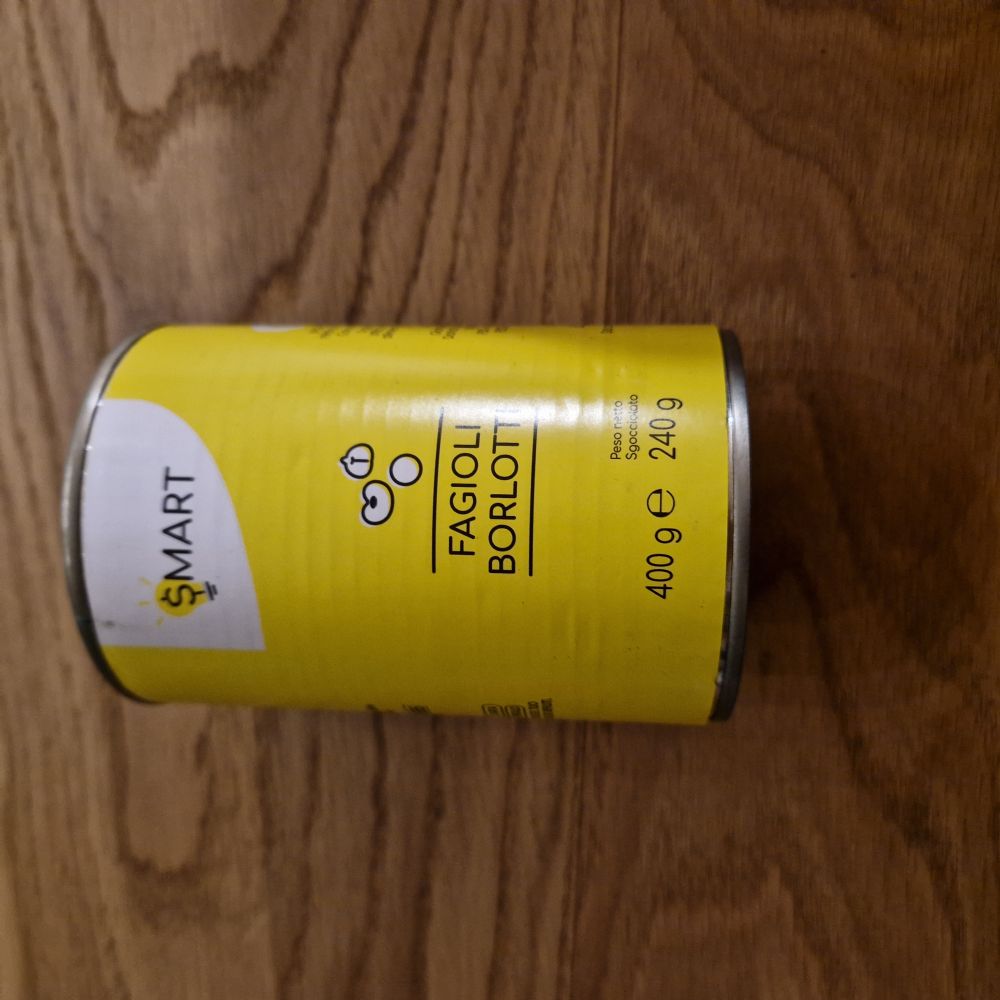 SMART
FAGIOLI
BORLOTTI
Peso netto
Sgocciolato
400 g ℮ 240 g